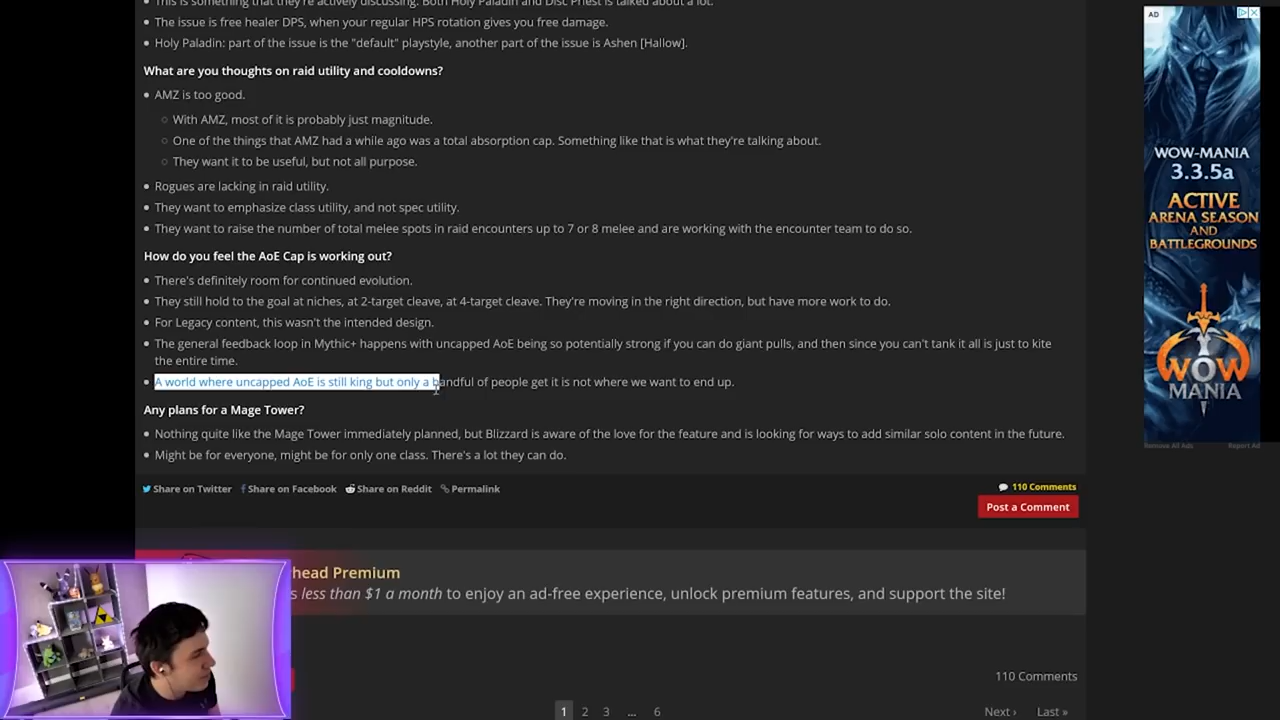 This is something that they're actively discussing. Both Holy Paladin and Disc Priest is talked about a lot.
The issue is free healer DPS, when your regular HPS rotation gives you free damage.
Holy Paladin: part of the issue is the "default" playstyle, another part of the issue is Ashen [Hallow].
What are you thoughts on raid utility and cooldowns?
AMZ is too good.
With AMZ, most of it is probably just magnitude.
One of the things that AMZ had a while ago was a total absorption cap. Something like that is what they're talking about.
They want it to be useful, but not all purpose.
Rogues are lacking in raid utility.
They want to emphasize class utility, and not spec utility.
They want to raise the number of total melee spots in raid encounters up to 7 or 8 melee and are working with the encounter team to do so.
How do you feel the AoE Cap is working out?
There's definitely room for continued evolution.
They still hold to the goal at niches, at 2-target cleave, at 4-target cleave. They're moving in the right direction, but have more work to do.
For Legacy content, this wasn't the intended design.
The general feedback loop in Mythic+ happens with uncapped AoE being so potentially strong if you can do giant pulls, and then since you can't tank it all is just to kite
the entire time.
A world where uncapped AoE is still king but only a handful of people get it is not where we want to end up.
Any plans for a Mage Tower?
Nothing quite like the Mage Tower immediately planned, but Blizzard is aware of the love for the feature and is looking for ways to add similar solo content in the future.
Might be for everyone, might be for only one class. There's a lot they can do.
Share on Twitter Share on Facebook Share on Reddit Permalink
110 Comments
Post a Comment
head Premium
s less than $1 a month to enjoy an ad-free experience, unlock premium features, and support the site!
110 Comments
1 2 3 ... 6 Next › Last »
AD
WOW-MANIA
3.3.5a
ACTIVE
ARENA SEASON
AND
BATTLEGROUNDS
WOW
MANIA
Remove All Ads Report Ad